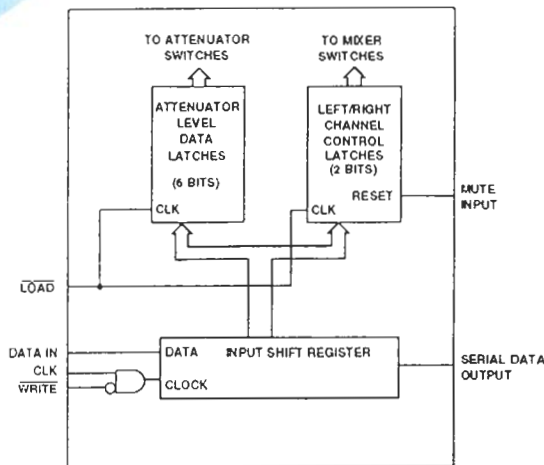 TO ATTENUATOR
SWITCHES
TO MIXER
SWITCHES
ATTENUATOR
LEVEL
DATA
LATCHES
(6 BITS)
CLK
LEFT/RIGHT
CHANNEL
CONTROL
LATCHES
(2 BITS)
RESET
CLK
MUTE
INPUT
LOAD
DATA IN
CLK
WRITE
DATA
INPUT SHIFT REGISTER
CLOCK
SERIAL DATA
OUTPUT